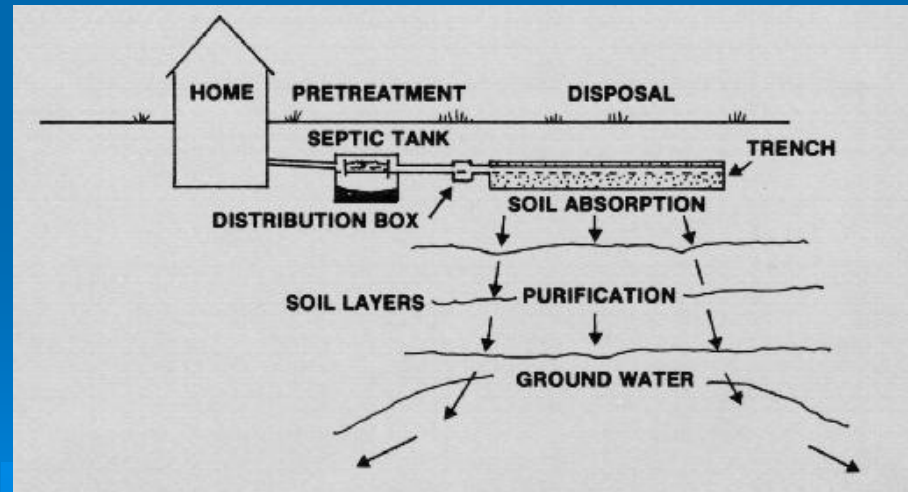 HOME PRETREATMENT DISPOSAL
SEPTIC TANK
TRENCH
DISTRIBUTION BOX
SOIL ABSORPTION
SOIL LAYERS
PURIFICATION
GROUND WATER